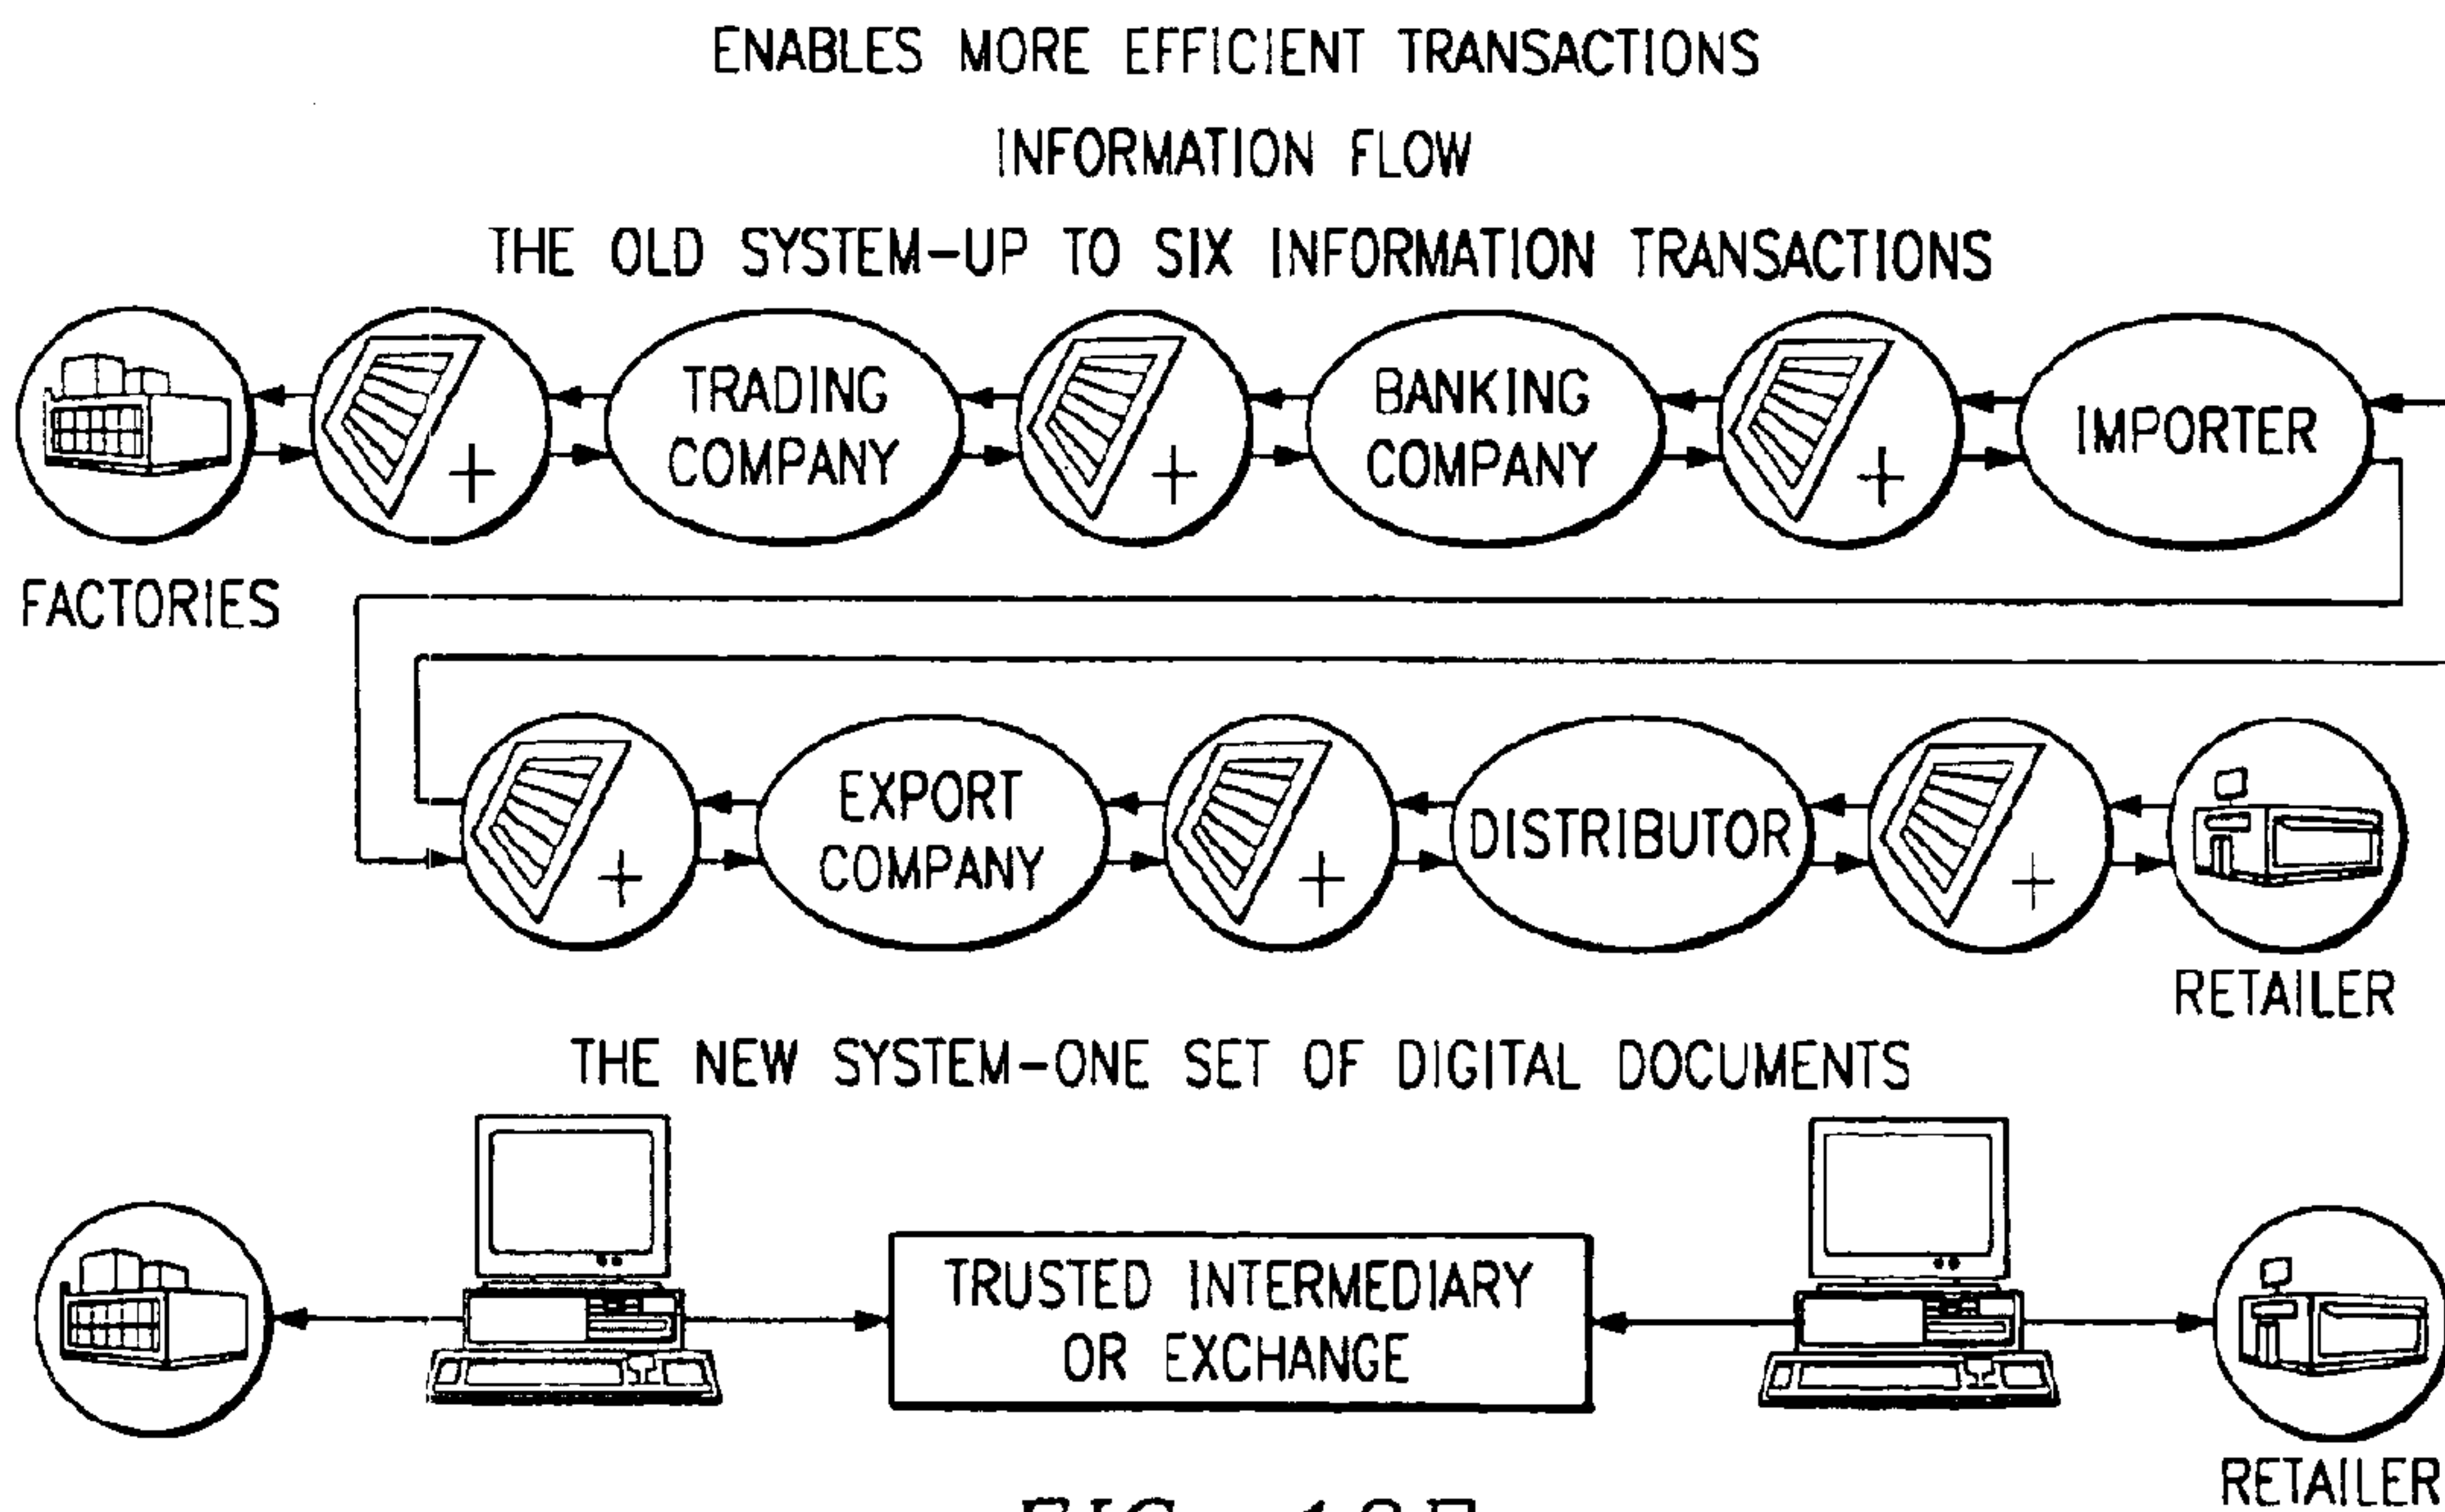 ENABLES MORE EFFICIENT TRANSACTIONS
INFORMATION FLOW
THE OLD SYSTEM-UP TO SIX INFORMATION TRANSACTIONS
TRADING
COMPANY
BANKING
COMPANY
IMPORTER
+
+
+
FACTORIES
EXPORT
COMPANY
DISTRIBUTOR
+
+
+
RETAILER
THE NEW SYSTEM-ONE SET OF DIGITAL DOCUMENTS
TRUSTED INTERMEDIARY
OR EXCHANGE
RETAILER